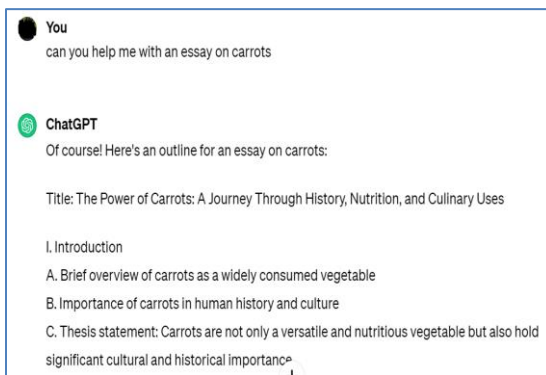 You
can you help me with an essay on carrots
ChatGPT
Of course! Here's an outline for an essay on carrots:
Title: The Power of Carrots: A Journey Through History, Nutrition, and Culinary Uses
I. Introduction
A. Brief overview of carrots as a widely consumed vegetable
B. Importance of carrots in human history and culture
C. Thesis statement: Carrots are not only a versatile and nutritious vegetable but also hold
significant cultural and historical importance